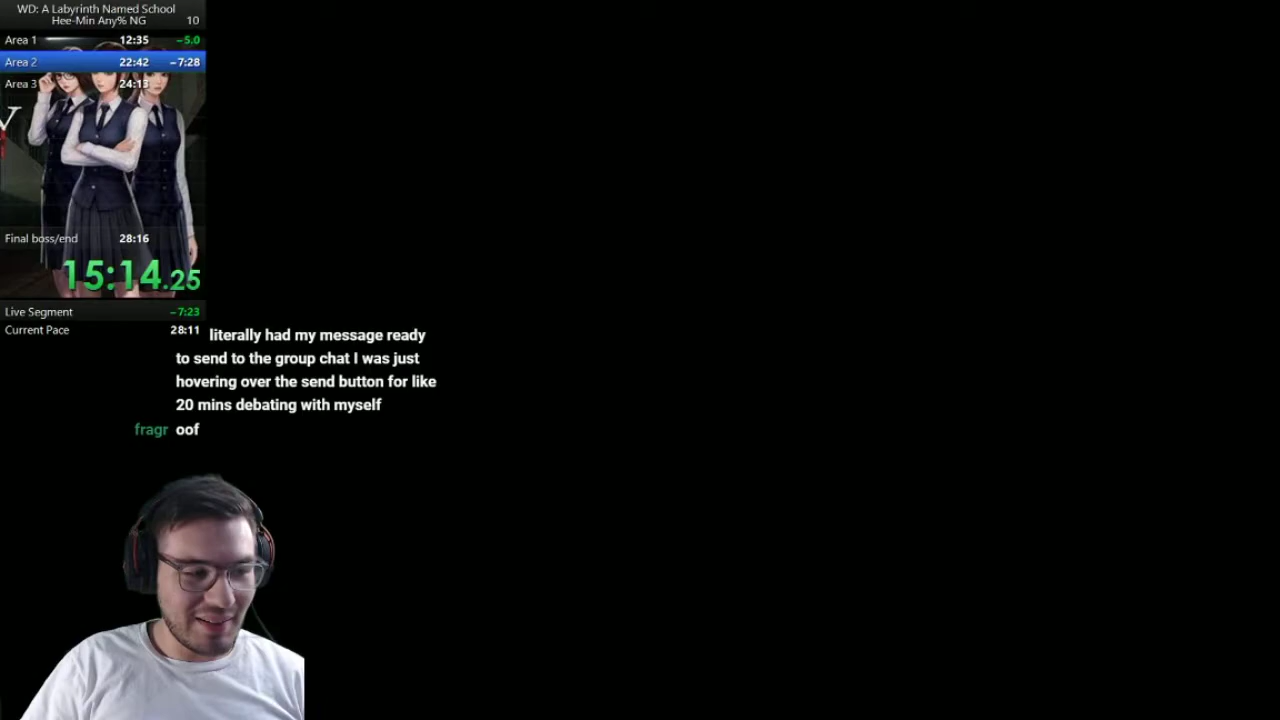 WD: A Labyrinth Named School
Hee-Min Any% NG 10
Area 1 12:35 −5.0
Area 2 22:42 −7:28
Area 3 24:13
Y
Final boss/end 28:16
15:14.25
Live Segment −7:23
Current Pace 28:11
literally had my message ready
to send to the group chat I was just
hovering over the send button for like
20 mins debating with myself
fragr oof